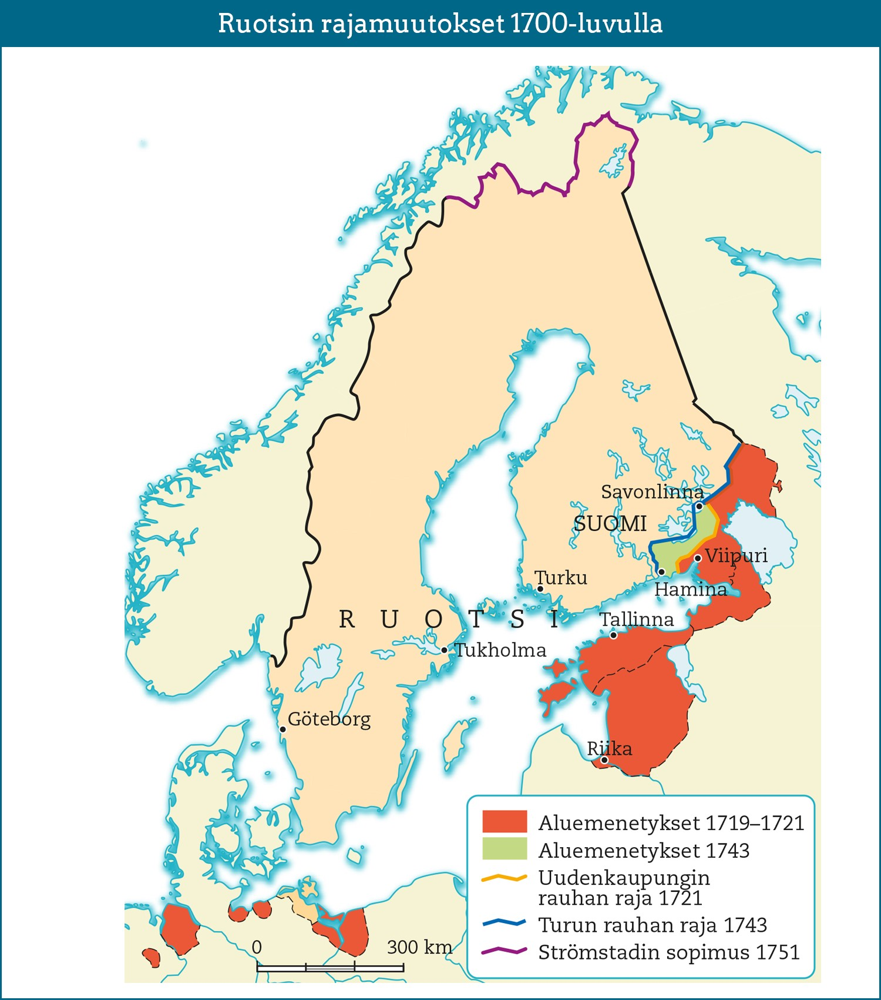 Ruotsin rajamuutokset 1700-luvulla
Savonlinna
SUOMI
Viipuri
Turku
Hamina
RUOTSI
Tallinna
Tukholma
Göteborg
Riika
0 300 km
Aluemenetykset 1719–1721
Aluemenetykset 1743
Uudenkaupungin
rauhan raja 1721
Turun rauhan raja 1743
Strömstadin sopimus 1751